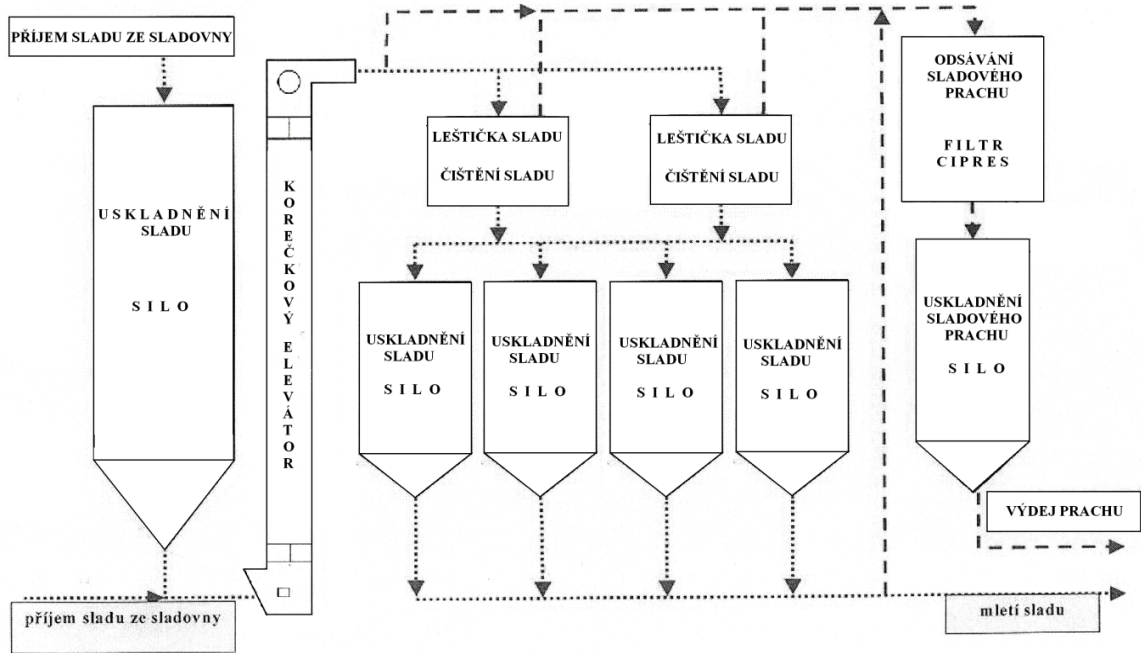 PŘÍJEM SLADU ZE SLADOVNY
USKLADNĚNÍ
SLADU
SILO
KOREČKOVÝ ELEVÁTOR
LEŠTIČKA SLADU
ČIŠTĚNÍ SLADU
LEŠTIČKA SLADU
ČIŠTĚNÍ SLADU
ODSÁVÁNÍ
SLADOVÉHO
PRACHU
FILTR
CIPRES
USKLADNĚNÍ
SLADU
SILO
USKLADNĚNÍ
SLADU
SILO
USKLADNĚNÍ
SLADU
SILO
USKLADNĚNÍ
SLADU
SILO
USKLADNĚNÍ
SLADOVÉHO
PRACHU
SILO
VÝDEJ PRACHU
příjem sladu ze sladovny
mletí sladu